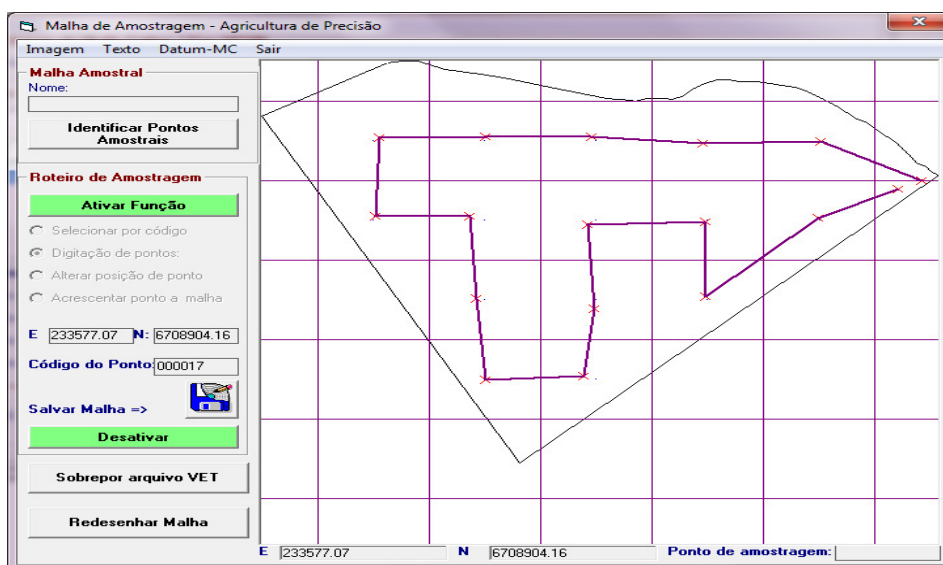 Malha de Amostragem - Agricultura de Precisão
Imagem Texto Datum-MC Sair
Malha Amostral
Nome:
Identificar Pontos
Amostrais
Roteiro de Amostragem
Ativar Função
Selecionar por código
Digitação de pontos:
Alterar posição de ponto
Acrescentar ponto a malha
E 233577.07 N: 6708904.16
Código do Ponto: 000017
Salvar Malha =>
Desativar
Sobrepor arquivo VET
Redesenhar Malha
E 233577.07 N 6708904.16 Ponto de amostragem: